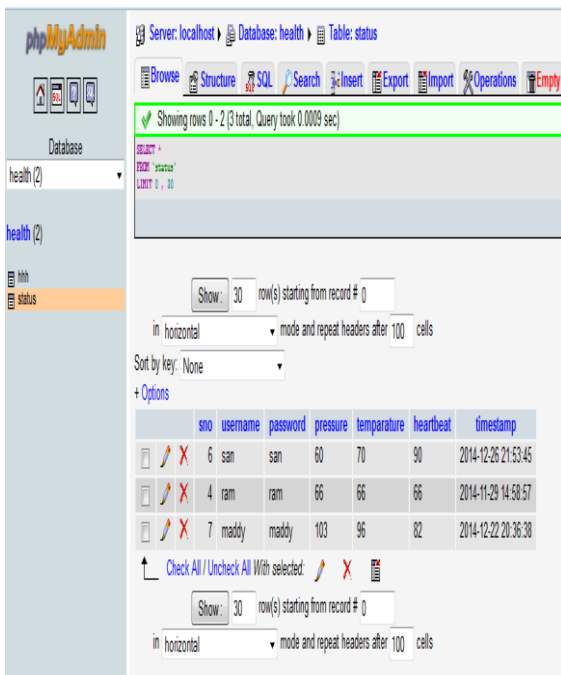 phpMyAdmin
Database
health (2)
health (2)
hhh
status
Server: localhost Database: health Table: status
Browse Structure SQL Search Insert Export Import Operations Empty
Showing rows 0 - 2 (3 total, Query took 0.0009 sec)
SELECT *
FROM `status`
LIMIT 0 , 30
Show : 30 row(s) starting from record # 0
in horizontal mode and repeat headers after 100 cells
Sort by key: None
+ Options
sno username password pressure temparature heartbeat timestamp
6 san san 60 70 90 2014-12-26 21:53:45
4 ram ram 66 66 66 2014-11-29 14:58:57
7 maddy maddy 103 96 82 2014-12-22 20:36:38
Check All / Uncheck All With selected:
Show : 30 row(s) starting from record # 0
in horizontal mode and repeat headers after 100 cells